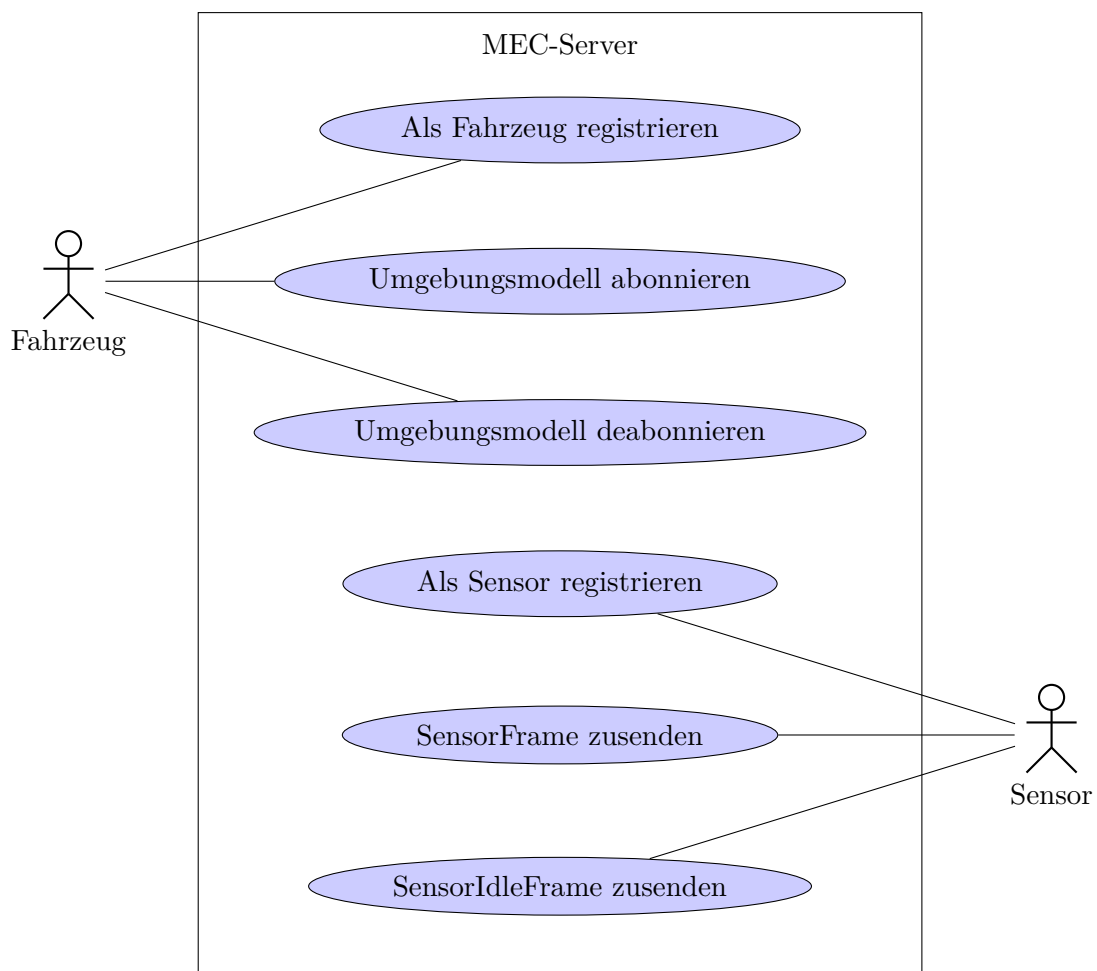 MEC-Server
Als Fahrzeug registrieren
Umgebungsmodell abonnieren
Fahrzeug
Umgebungsmodell deabonnieren
Als Sensor registrieren
SensorFrame zusenden
Sensor
SensorIdleFrame zusenden